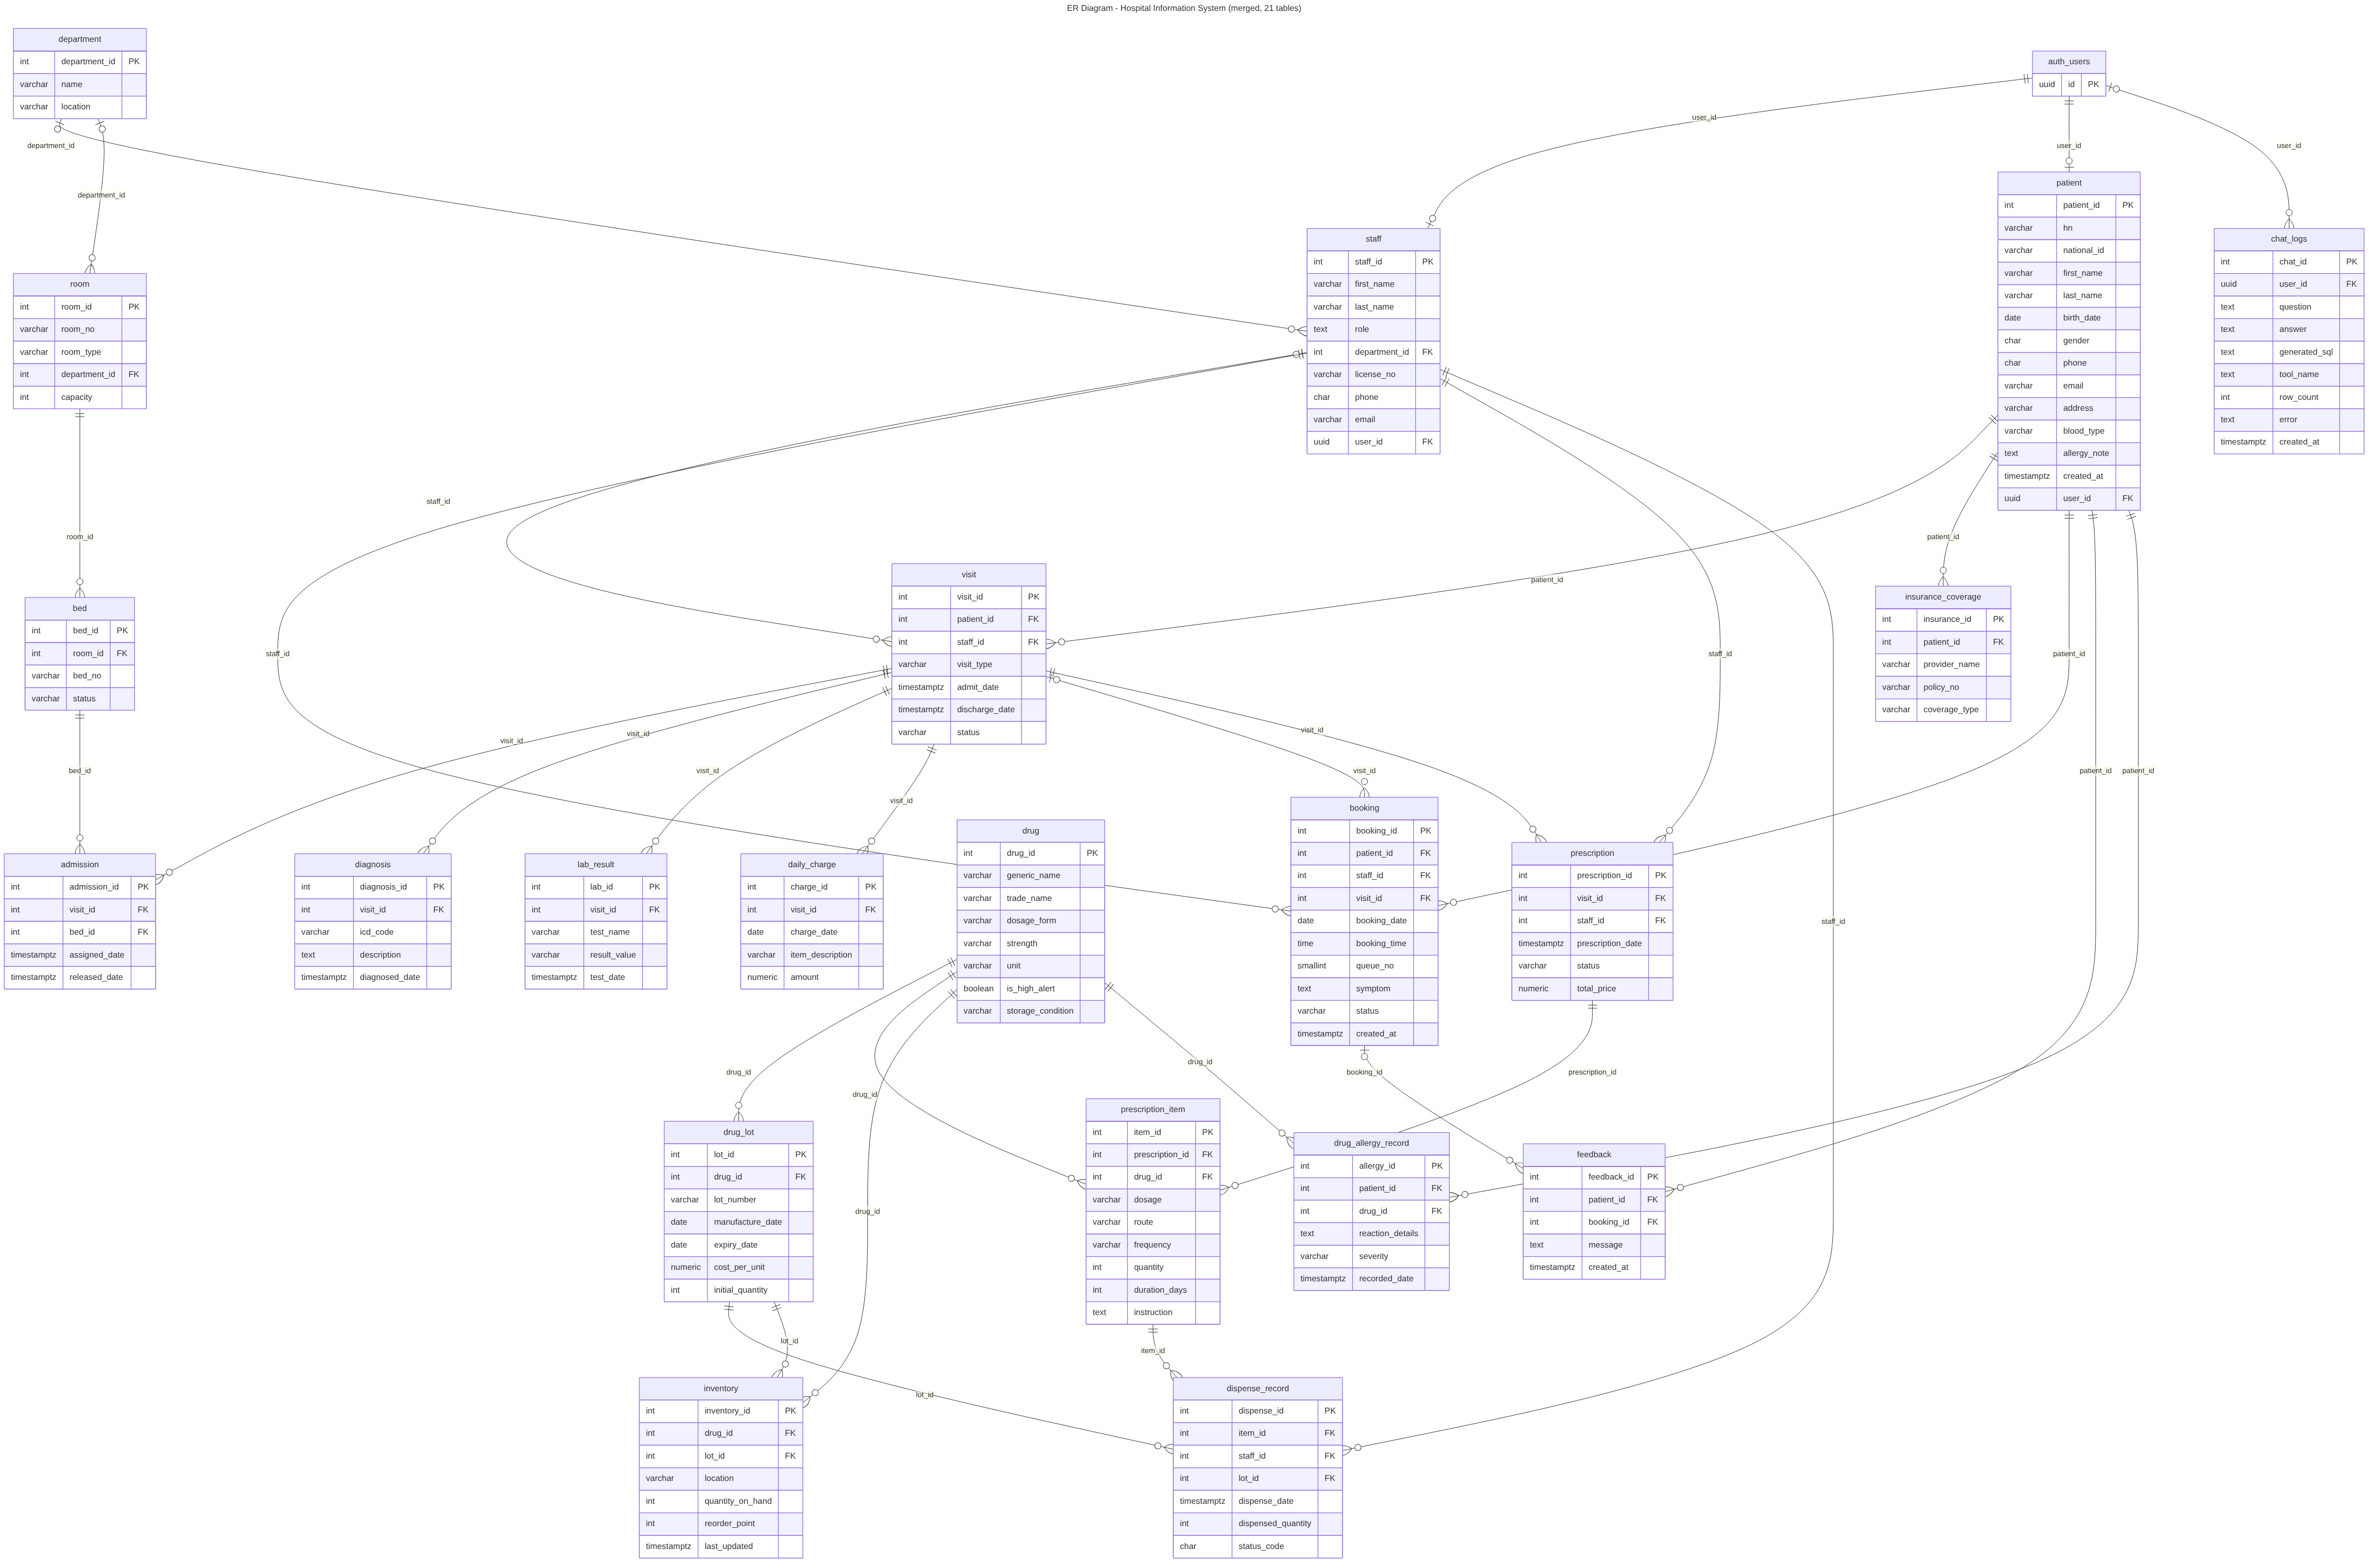 ER Diagram - Hospital Information System (merged, 21 tables)
department
int department_id PK
varchar name
varchar location
auth_users
uuid id PK
user_id
user_id
user_id
department_id
department_id
patient
int patient_id PK
varchar hn
varchar national_id
varchar first_name
varchar last_name
date birth_date
char gender
char phone
varchar email
varchar address
varchar blood_type
text allergy_note
timestamptz created_at
uuid user_id FK
staff
int staff_id PK
varchar first_name
varchar last_name
text role
int department_id FK
varchar license_no
char phone
varchar email
uuid user_id FK
chat_logs
int chat_id PK
uuid user_id FK
text question
text answer
text generated_sql
text tool_name
int row_count
text error
timestamptz created_at
room
int room_id PK
varchar room_no
varchar room_type
int department_id FK
int capacity
room_id
staff_id
patient_id
patient_id
staff_id
staff_id
patient_id
patient_id
patient_id
staff_id
visit
int visit_id PK
int patient_id FK
int staff_id FK
varchar visit_type
timestamptz admit_date
timestamptz discharge_date
varchar status
insurance_coverage
int insurance_id PK
int patient_id FK
varchar provider_name
varchar policy_no
varchar coverage_type
bed
int bed_id PK
int room_id FK
varchar bed_no
varchar status
bed_id
visit_id
visit_id
visit_id
visit_id
visit_id
visit_id
admission
int admission_id PK
int visit_id FK
int bed_id FK
timestamptz assigned_date
timestamptz released_date
diagnosis
int diagnosis_id PK
int visit_id FK
varchar icd_code
text description
timestamptz diagnosed_date
lab_result
int lab_id PK
int visit_id FK
varchar test_name
varchar result_value
timestamptz test_date
daily_charge
int charge_id PK
int visit_id FK
date charge_date
varchar item_description
numeric amount
drug
int drug_id PK
varchar generic_name
varchar trade_name
varchar dosage_form
varchar strength
varchar unit
boolean is_high_alert
varchar storage_condition
booking
int booking_id PK
int patient_id FK
int staff_id FK
int visit_id FK
date booking_date
time booking_time
smallint queue_no
text symptom
varchar status
timestamptz created_at
prescription
int prescription_id PK
int visit_id FK
int staff_id FK
timestamptz prescription_date
varchar status
numeric total_price
drug_id
drug_id
drug_id
drug_id
booking_id
prescription_id
drug_lot
int lot_id PK
int drug_id FK
varchar lot_number
date manufacture_date
date expiry_date
numeric cost_per_unit
int initial_quantity
prescription_item
int item_id PK
int prescription_id FK
int drug_id FK
varchar dosage
varchar route
varchar frequency
int quantity
int duration_days
text instruction
drug_allergy_record
int allergy_id PK
int patient_id FK
int drug_id FK
text reaction_details
varchar severity
timestamptz recorded_date
feedback
int feedback_id PK
int patient_id FK
int booking_id FK
text message
timestamptz created_at
lot_id
item_id
lot_id
inventory
int inventory_id PK
int drug_id FK
int lot_id FK
varchar location
int quantity_on_hand
int reorder_point
timestamptz last_updated
dispense_record
int dispense_id PK
int item_id FK
int staff_id FK
int lot_id FK
timestamptz dispense_date
int dispensed_quantity
char status_code